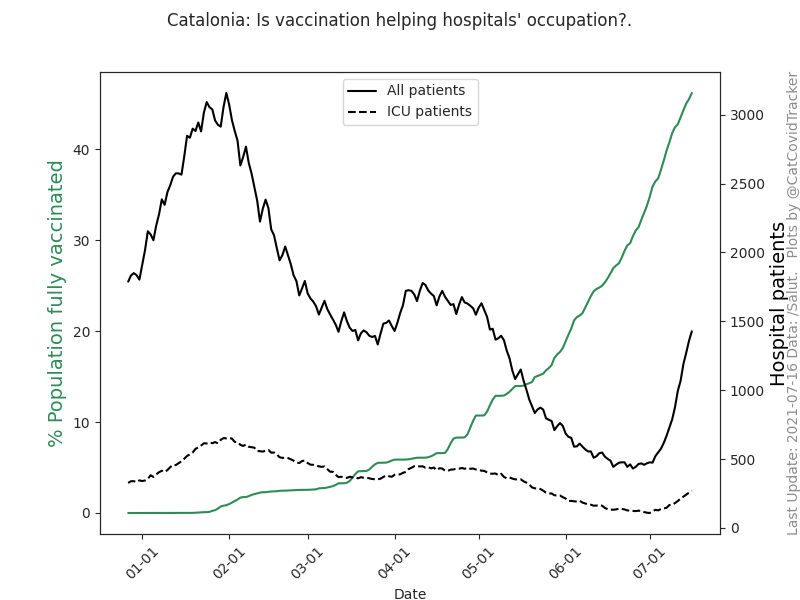 Catalonia: Is vaccination helping hospitals' occupation?.
All patients
ICU patients
% Population fully vaccinated
40
30
20
10
0
3000
2500
2000
1500
1000
500
0
Hospital patients
Last Update: 2021-07-16 Data: /Salut.   Plots by @CatCovidTracker
01-01
02-01
03-01
04-01
05-01
06-01
07-01
Date